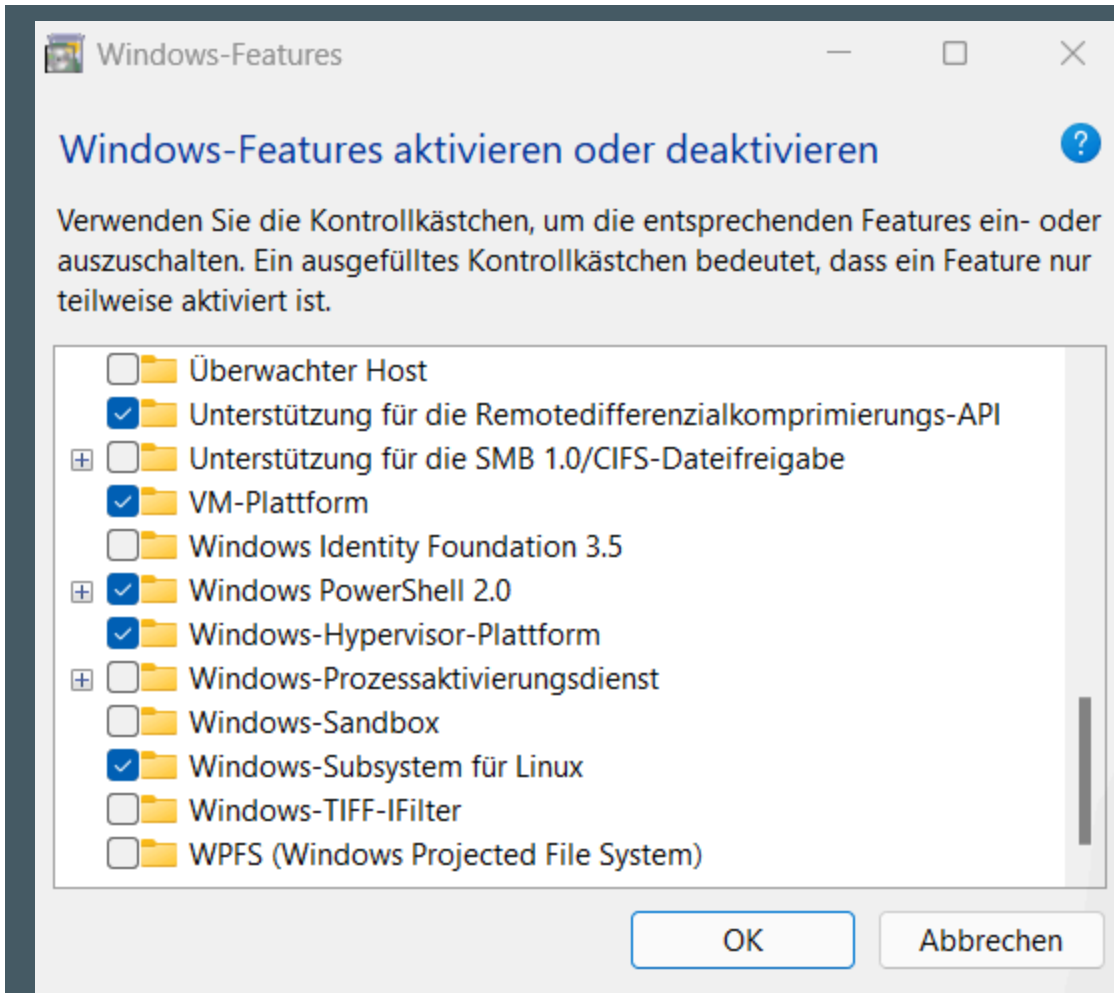 Windows-Features
Windows-Features aktivieren oder deaktivieren
?
Verwenden Sie die Kontrollkästchen, um die entsprechenden Features ein- oder
auszuschalten. Ein ausgefülltes Kontrollkästchen bedeutet, dass ein Feature nur
teilweise aktiviert ist.
Überwachter Host
Unterstützung für die Remotedifferenzialkomprimierungs-API
Unterstützung für die SMB 1.0/CIFS-Dateifreigabe
VM-Plattform
Windows Identity Foundation 3.5
Windows PowerShell 2.0
Windows-Hypervisor-Plattform
Windows-Prozessaktivierungsdienst
Windows-Sandbox
Windows-Subsystem für Linux
Windows-TIFF-IFilter
WPFS (Windows Projected File System)
OK
Abbrechen